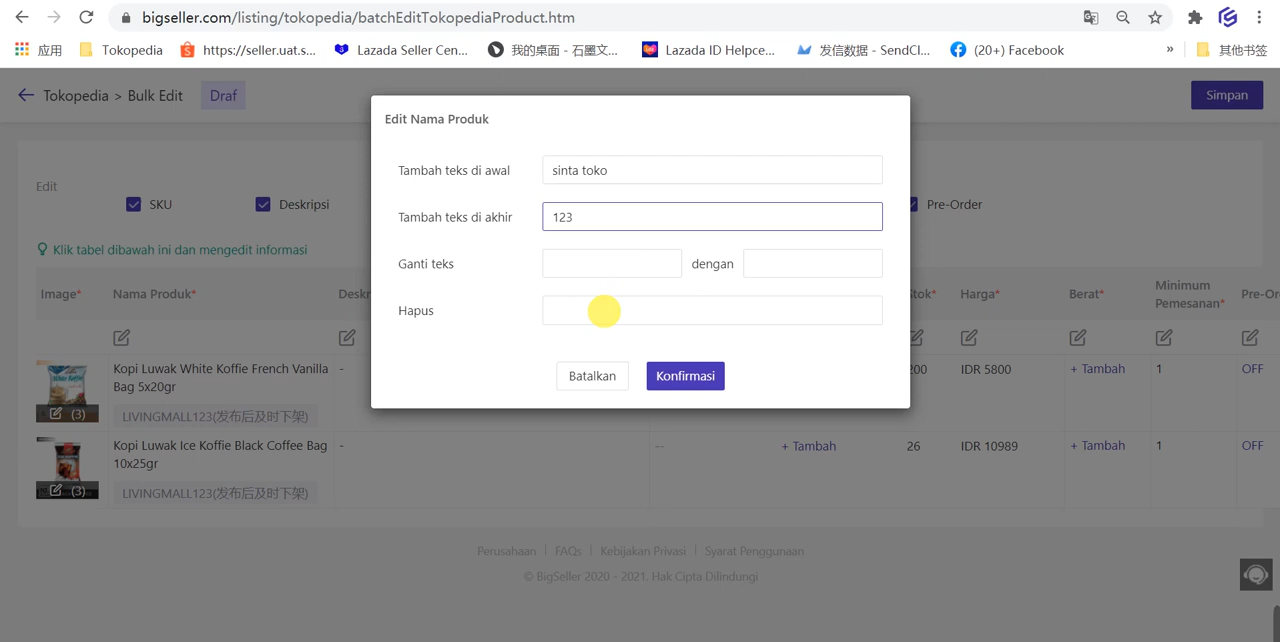 bigseller.com/listing/tokopedia/batchEditTokopediaProduct.htm
应用 Tokopedia https://seller.uat.s... Lazada Seller Cen... 我的桌面 - 石墨文... Lazada ID Helpce... 发信数据 - SendCl... (20+) Facebook » 其他书签
Tokopedia > Bulk Edit Draf Simpan
Edit Nama Produk
Tambah teks di awal sinta toko
Edit
SKU Deskripsi Pre-Order
Tambah teks di akhir 123
Klik tabel dibawah ini dan mengedit informasi
Ganti teks dengan
Image* Nama Produk* Deskr Stok* Harga* Berat* Minimum Pemesanan* Pre-Or
Hapus
Batalkan Konfirmasi
Kopi Luwak White Koffie French Vanilla - 200 IDR 5800 + Tambah 1 OFF
Bag 5x20gr
(3) LIVINGMALL123(发布后及时下架)
Kopi Luwak Ice Koffie Black Coffee Bag - -- + Tambah 26 IDR 10989 + Tambah 1 OFF
10x25gr
(3) LIVINGMALL123(发布后及时下架)
Perusahaan | FAQs | Kebijakan Privasi | Syarat Penggunaan
© BigSeller 2020 - 2021. Hak Cipta Dilindungi